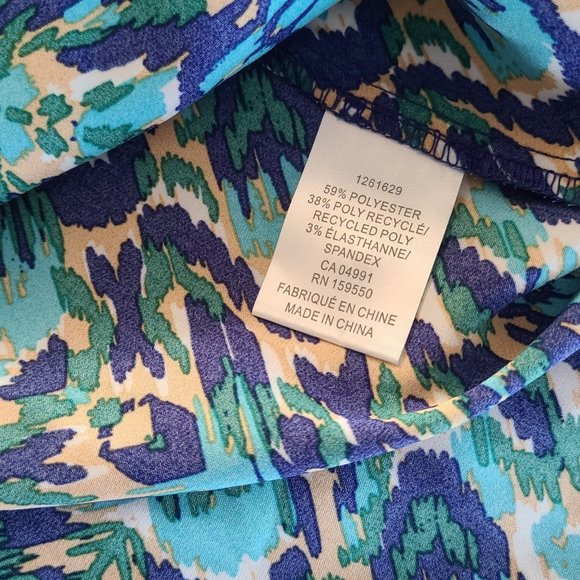 1261629
59% POLYESTER
38% POLY RECYCLÉ/
RECYCLED POLY
3% ÉLASTHANNE/
SPANDEX
CA 04991
RN 159550
FABRIQUÉ EN CHINE
MADE IN CHINA